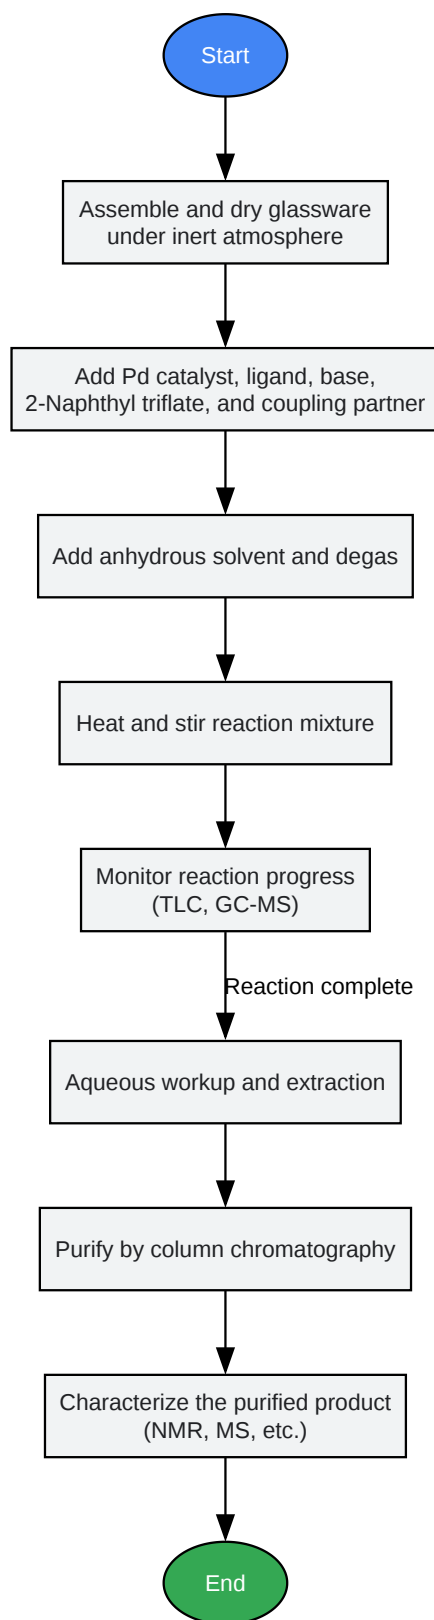 Start
Assemble and dry glassware
under inert atmosphere
Add Pd catalyst, ligand, base,
2-Naphthyl triflate, and coupling partner
Add anhydrous solvent and degas
Heat and stir reaction mixture
Monitor reaction progress
(TLC, GC-MS)
Reaction complete
Aqueous workup and extraction
Purify by column chromatography
Characterize the purified product
(NMR, MS, etc.)
End